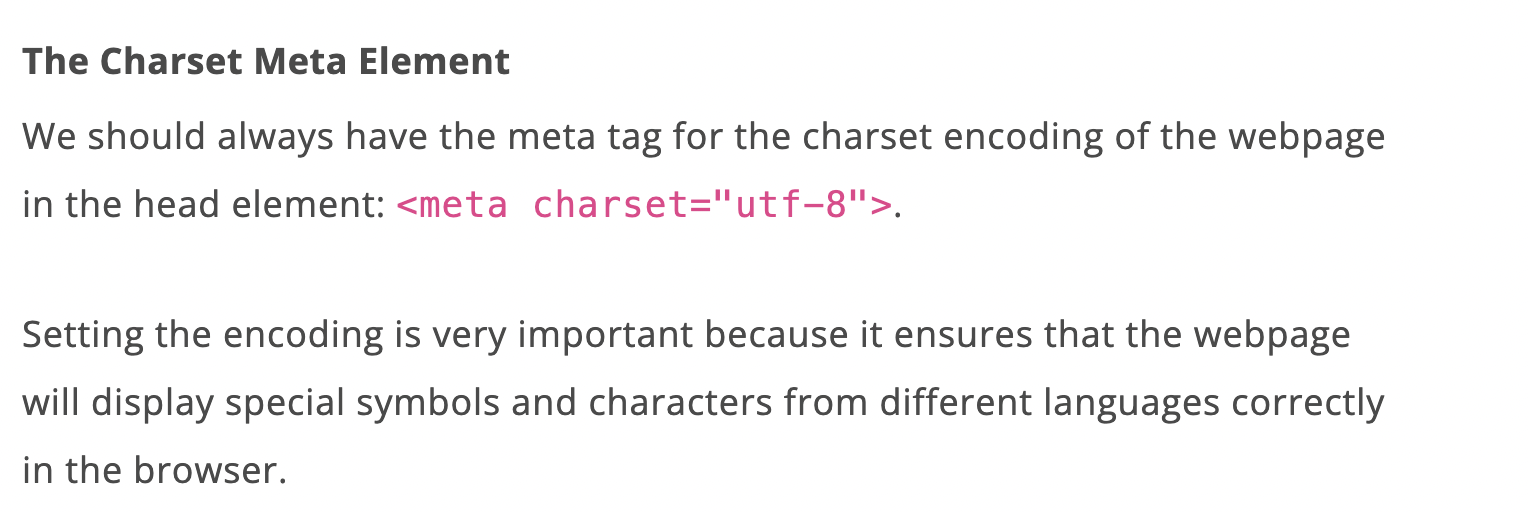 The Charset Meta Element
We should always have the meta tag for the charset encoding of the webpage
in the head element: <meta charset="utf-8">.
Setting the encoding is very important because it ensures that the webpage
will display special symbols and characters from different languages correctly
in the browser.